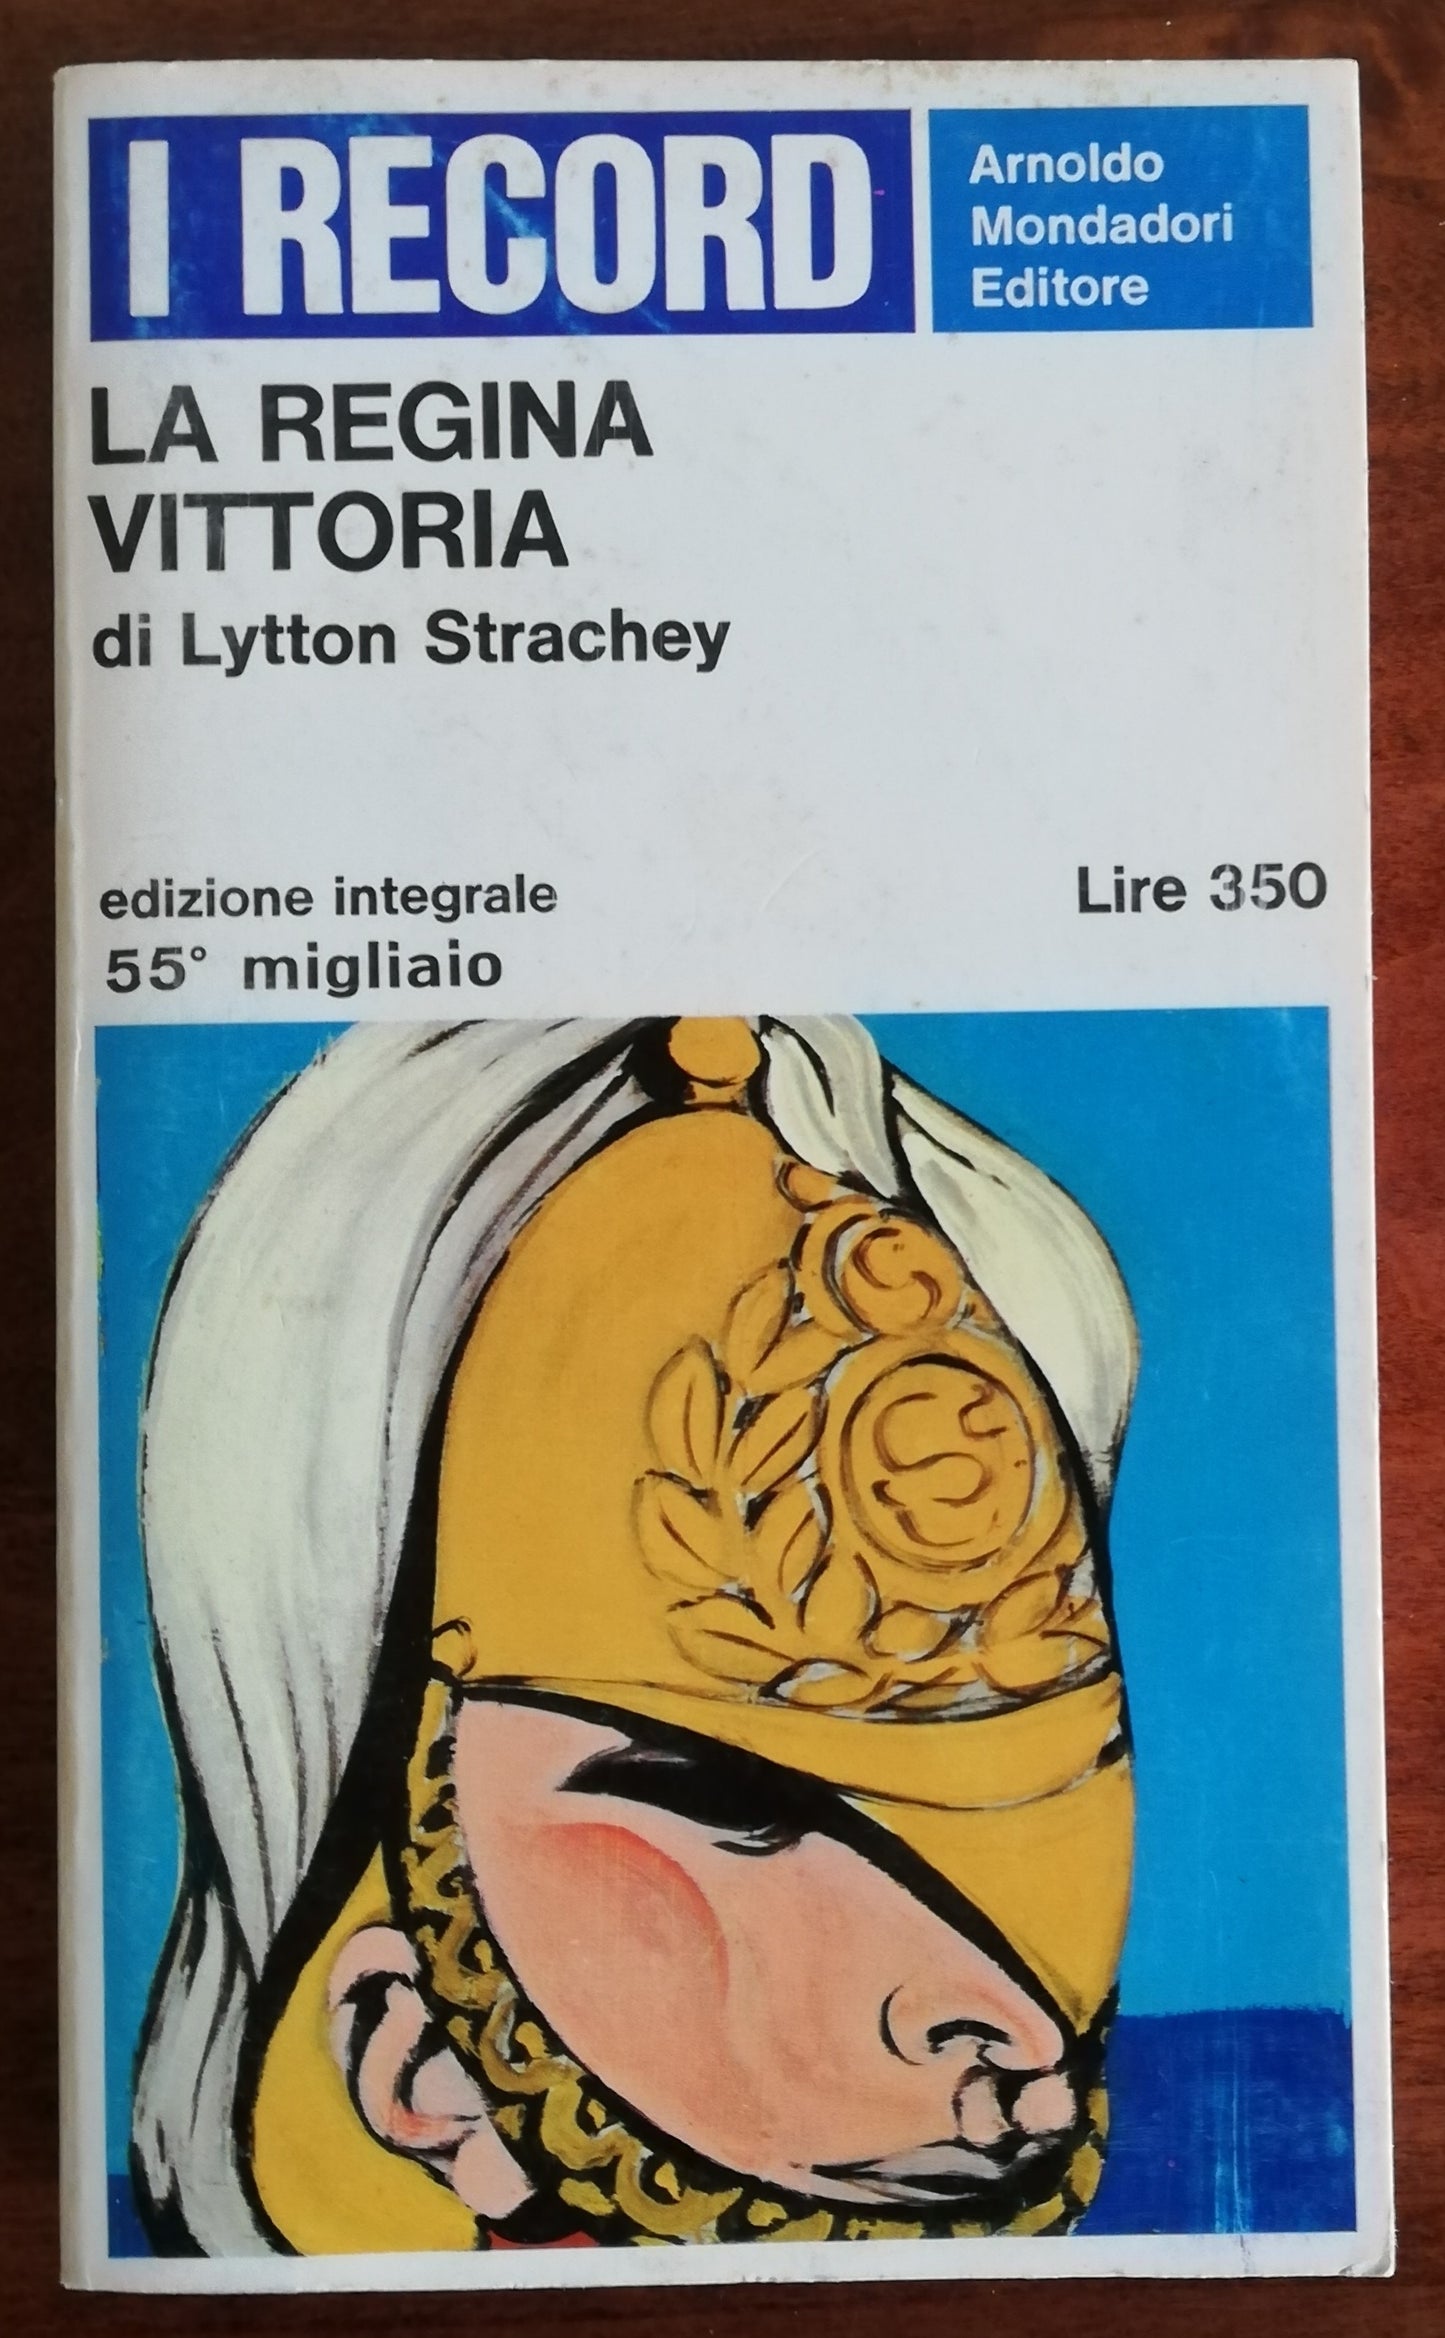 I RECORD
Arnoldo
Mondadori
Editore
LA REGINA
VITTORIA
di Lytton Strachey
edizione integrale
Lire 350
55° migliaio